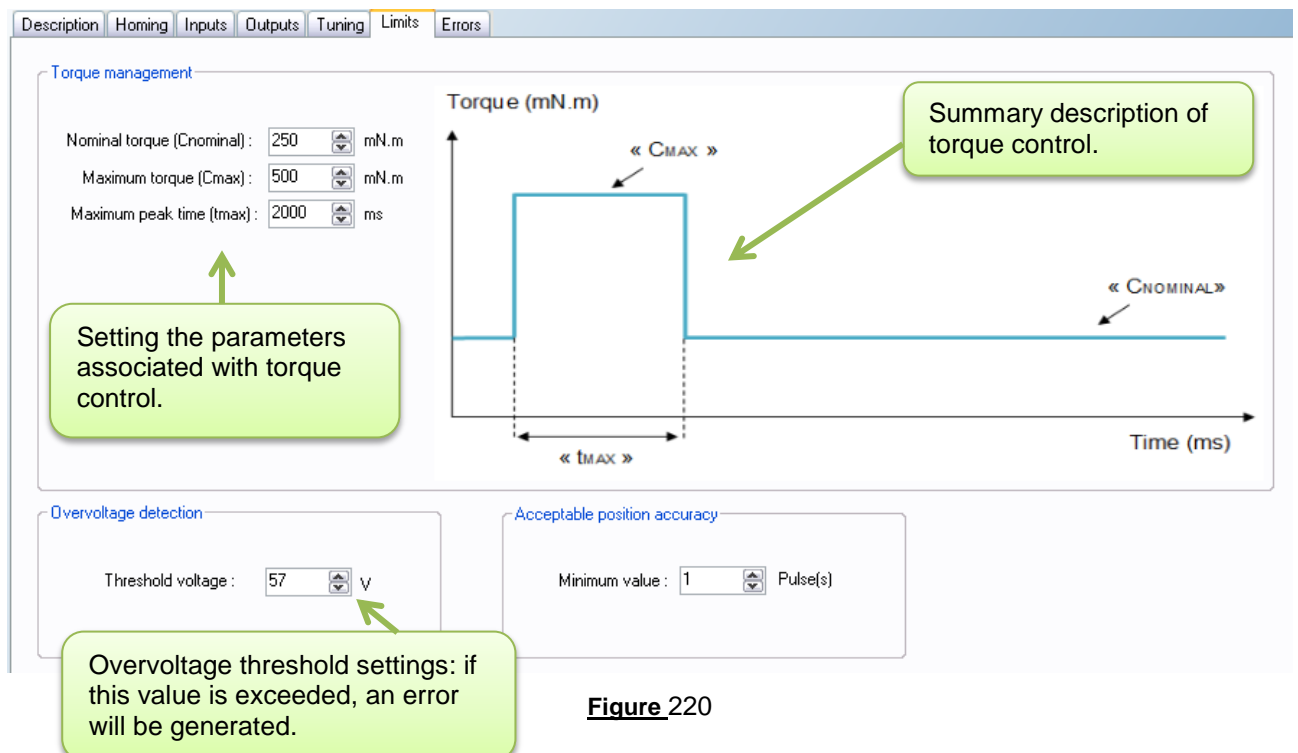 Description Homing Inputs Outputs Tuning Limits Errors
Torque management
Nominal torque (Cnominal) : 250 mN.m
Maximum torque (Cmax) : 500 mN.m
Maximum peak time (tmax) : 2000 ms
Setting the parameters
associated with torque
control.
Torque (mN.m)
« CMAX »
Summary description of
torque control.
« CNOMINAL»
« tMAX »
Time (ms)
Overvoltage detection
Threshold voltage : 57 V
Overvoltage threshold settings: if
this value is exceeded, an error
will be generated.
Acceptable position accuracy
Minimum value : 1 Pulse(s)
Figure 220